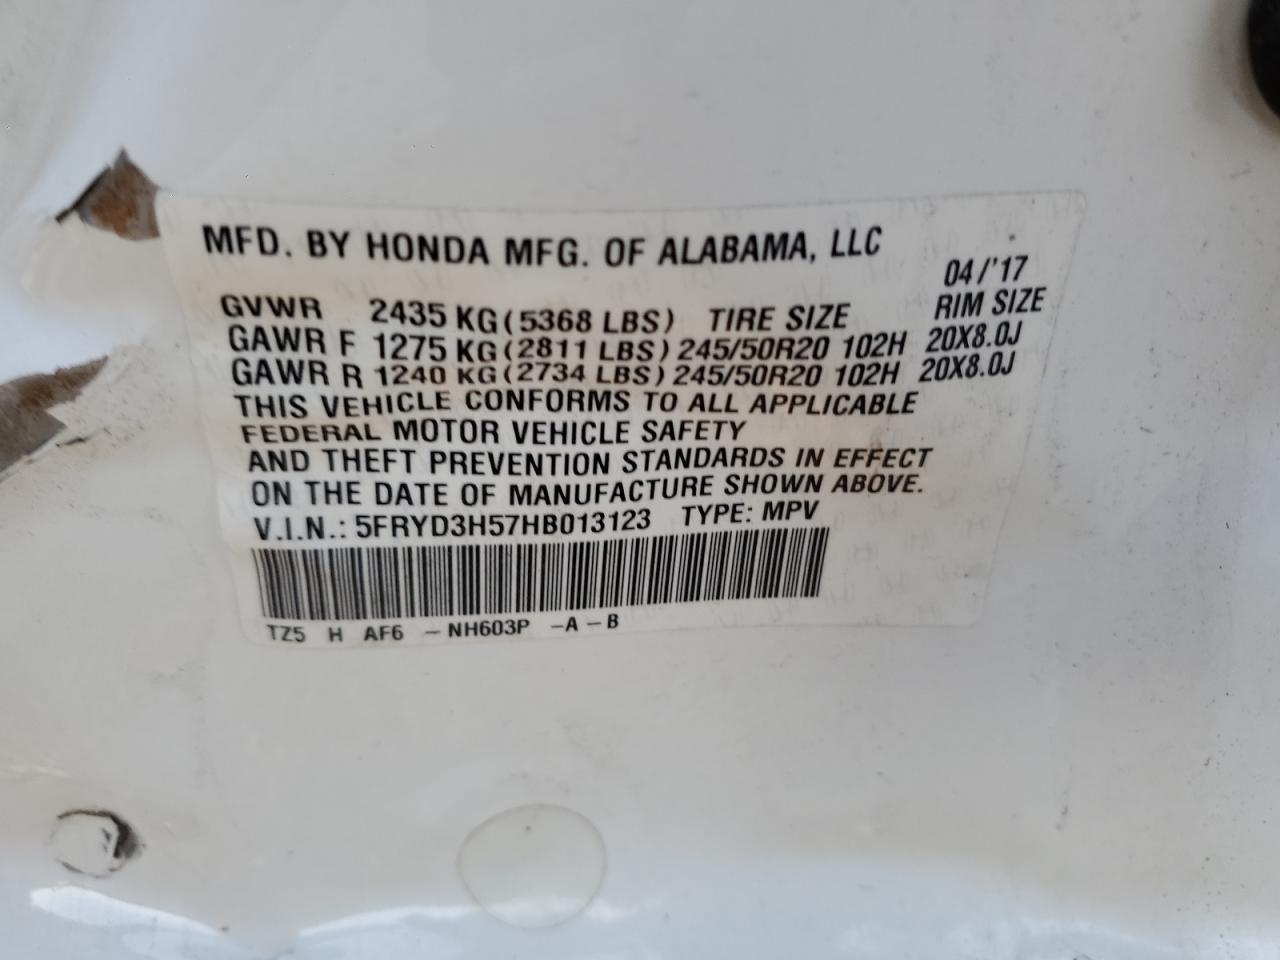 MFD. BY HONDA MFG. OF ALABAMA, LLC
04/'17
GVWR 2435 KG (5368 LBS) TIRE SIZE RIM SIZE
GAWR F 1275 KG (2811 LBS) 245/50R20 102H 20X8.0J
GAWR R 1240 KG (2734 LBS) 245/50R20 102H 20X8.0J
THIS VEHICLE CONFORMS TO ALL APPLICABLE
FEDERAL MOTOR VEHICLE SAFETY
AND THEFT PREVENTION STANDARDS IN EFFECT
ON THE DATE OF MANUFACTURE SHOWN ABOVE.
V.I.N.: 5FRYD3H57HB013123 TYPE: MPV
TZ5 H AF6 – NH603P –A – B